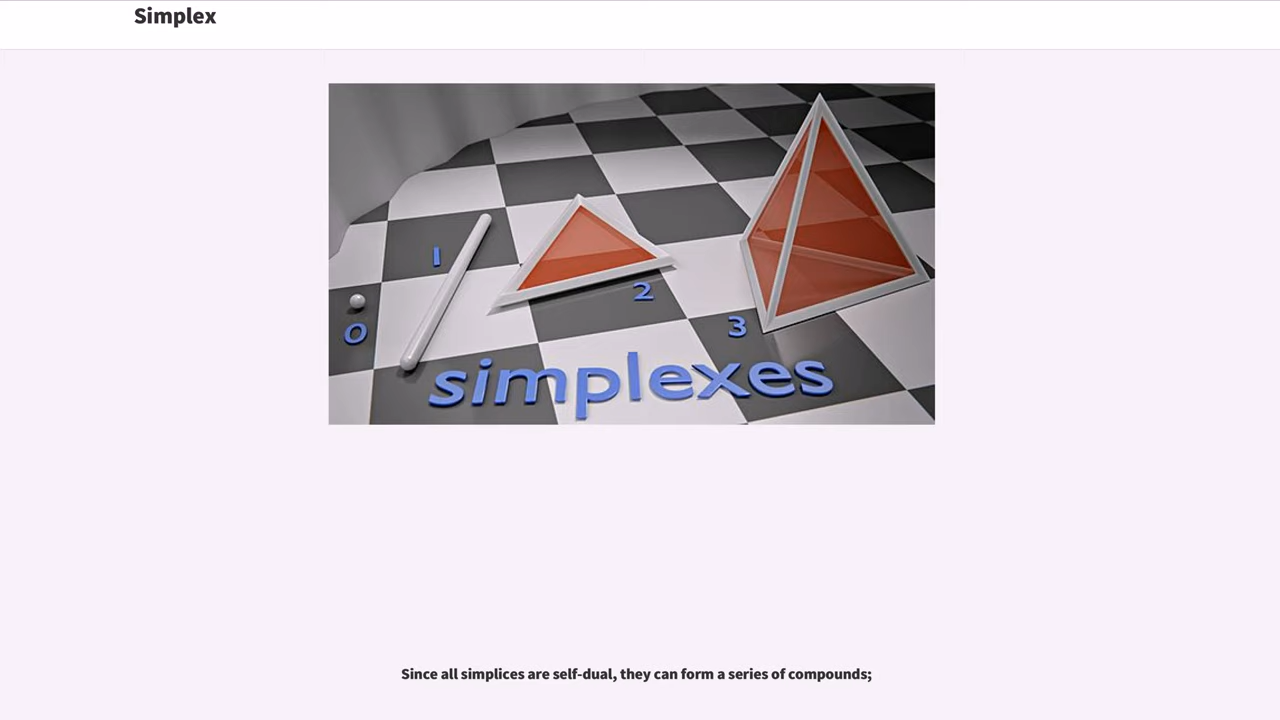 Simplex
1
2
0
3
simplexes
Since all simplices are self-dual, they can form a series of compounds;